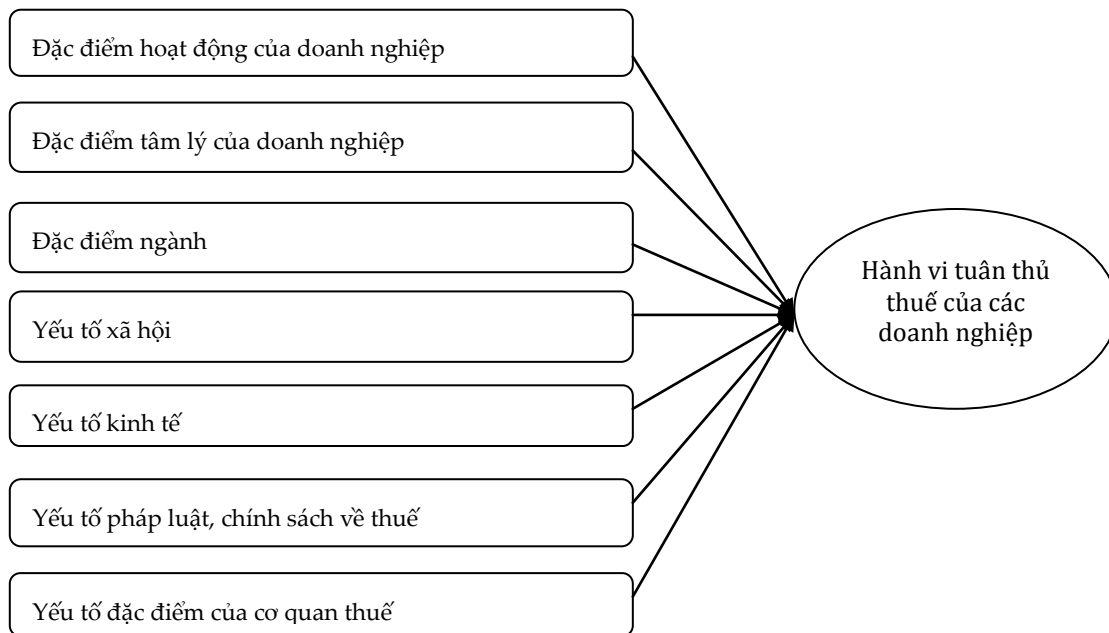 Đặc điểm hoạt động của doanh nghiệp
Đặc điểm tâm lý của doanh nghiệp
Đặc điểm ngành
Yếu tố xã hội
Yếu tố kinh tế
Yếu tố pháp luật, chính sách về thuế
Yếu tố đặc điểm của cơ quan thuế
Hành vi tuân thủ
thuế của các
doanh nghiệp